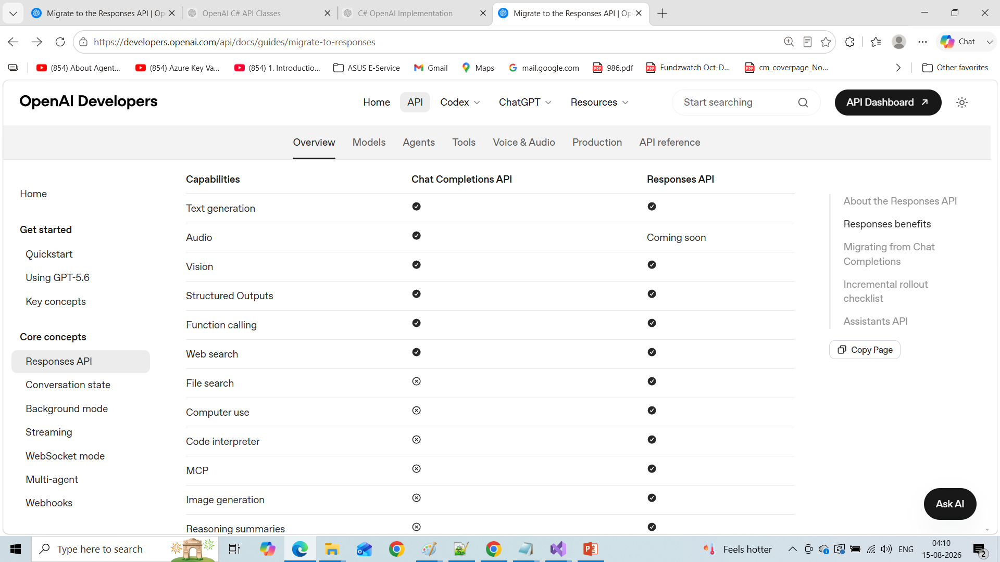 Migrate to the Responses API | Op
OpenAI C# API Classes
C# OpenAI Implementation
Migrate to the Responses API | Op
https://developers.openai.com/api/docs/guides/migrate-to-responses
Chat
(854) About Agent...
(854) Azure Key Va...
(854) 1. Introductio...
ASUS E-Service
Gmail
Maps
mail.google.com
986.pdf
Fundzwatch Oct-D...
cm_coverpage_No...
Other favorites
OpenAI Developers
Home
API
Codex
ChatGPT
Resources
Start searching
API Dashboard
Overview
Models
Agents
Tools
Voice & Audio
Production
API reference
Home
Get started
Quickstart
Using GPT-5.6
Key concepts
Core concepts
Responses API
Conversation state
Background mode
Streaming
WebSocket mode
Multi-agent
Webhooks
Capabilities
Chat Completions API
Responses API
Text generation
Audio
Coming soon
Vision
Structured Outputs
Function calling
Web search
File search
Computer use
Code interpreter
MCP
Image generation
Reasoning summaries
About the Responses API
Responses benefits
Migrating from Chat
Completions
Incremental rollout
checklist
Assistants API
Copy Page
Ask AI
Type here to search
Feels hotter
ENG
04:10
15-08-2026
2